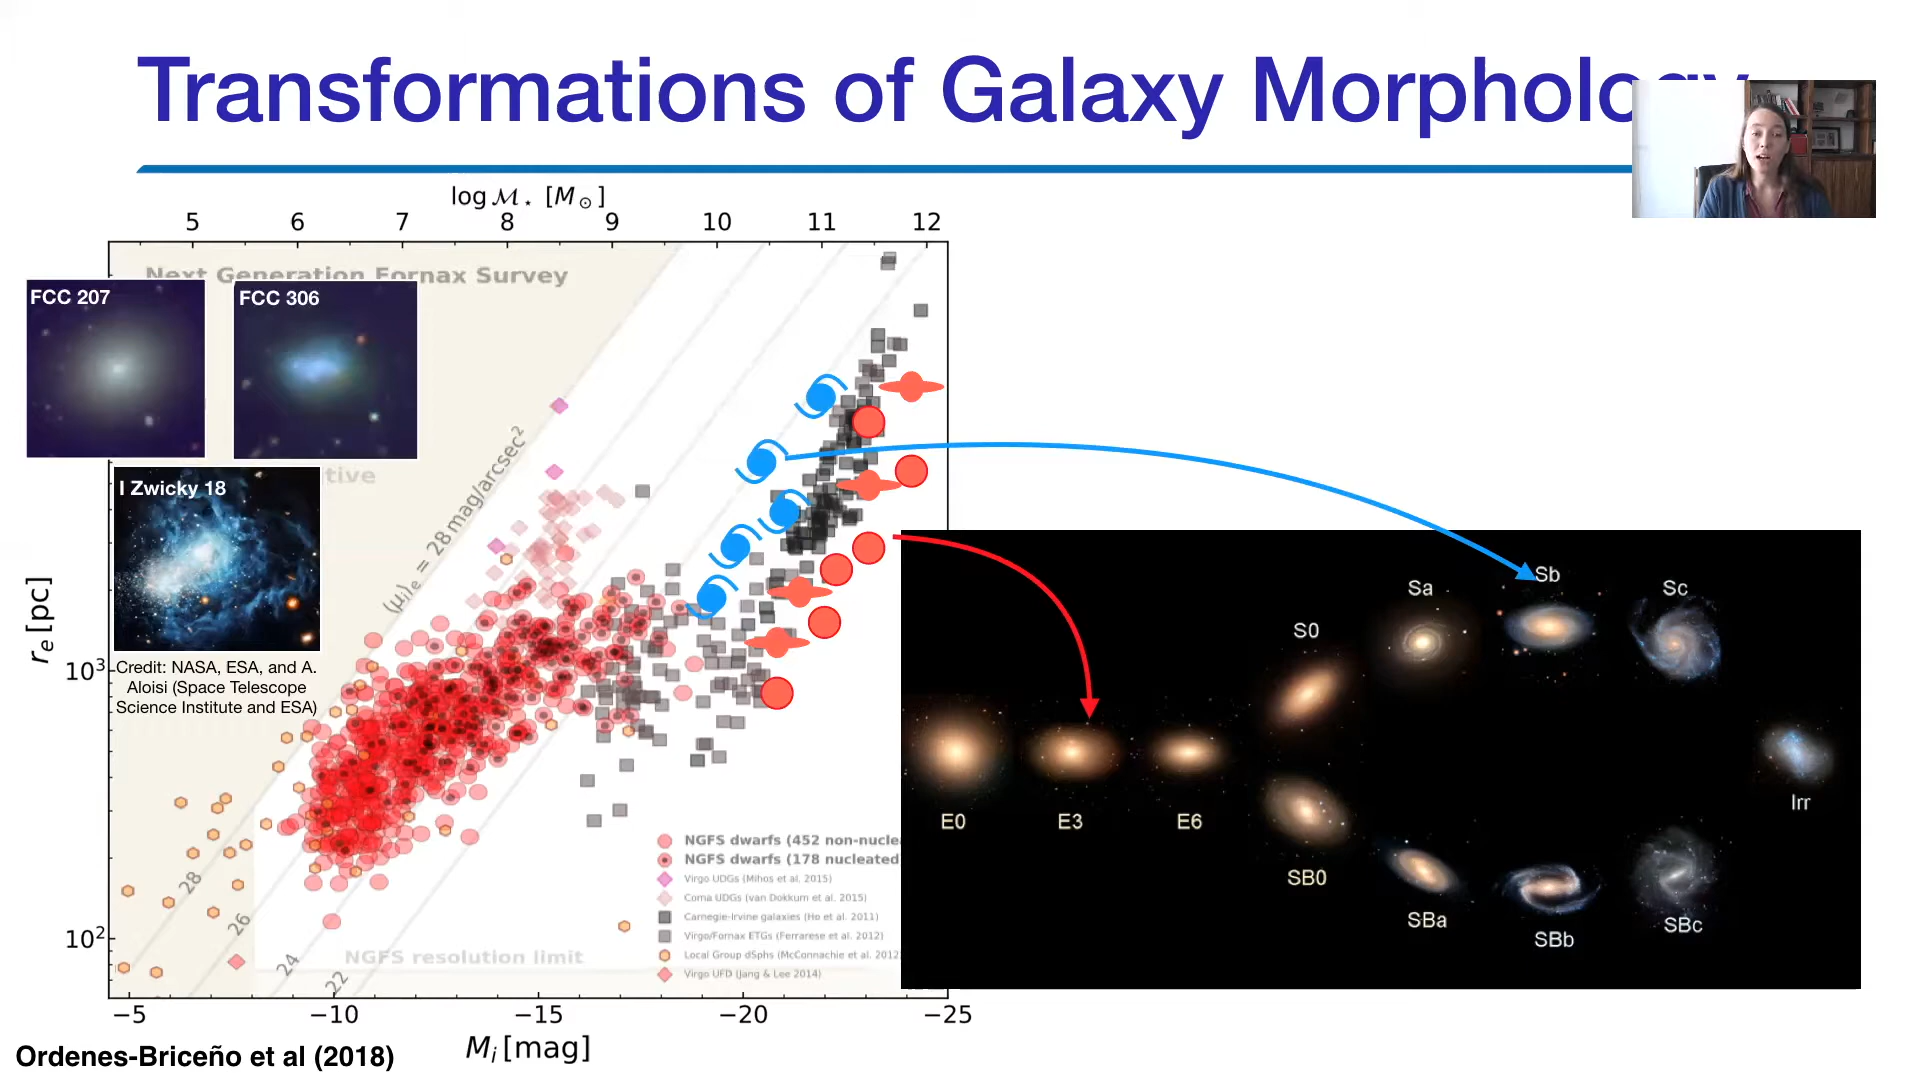 Transformations of Galaxy Morphology
log M⋆ [M⊙]
5 6 7 8 9 10 11 12
Next Generation Fornax Survey
FCC 207
FCC 306
tive
I Zwicky 18
⟨μ⟩e = 28 mag/arcsec²
Credit: NASA, ESA, and A.
Aloisi (Space Telescope
Science Institute and ESA)
re [pc]
10³
10²
28
26
24
22
NGFS resolution limit
NGFS dwarfs (452 non-nucle
NGFS dwarfs (178 nucleated
Virgo UDGs (Mihos et al. 2015)
Coma UDGs (van Dokkum et al. 2015)
Carnegie-Irvine galaxies (Ho et al. 2011)
Virgo/Fornax ETGs (Ferrarese et al. 2012)
Local Group dSphs (McConnachie et al. 2012
Virgo UFD (Jang & Lee 2014)
−5 −10 −15 −20 −25
Mi [mag]
Ordenes-Briceño et al (2018)
E0
E3
E6
S0
Sa
Sb
Sc
SB0
SBa
SBb
SBc
Irr